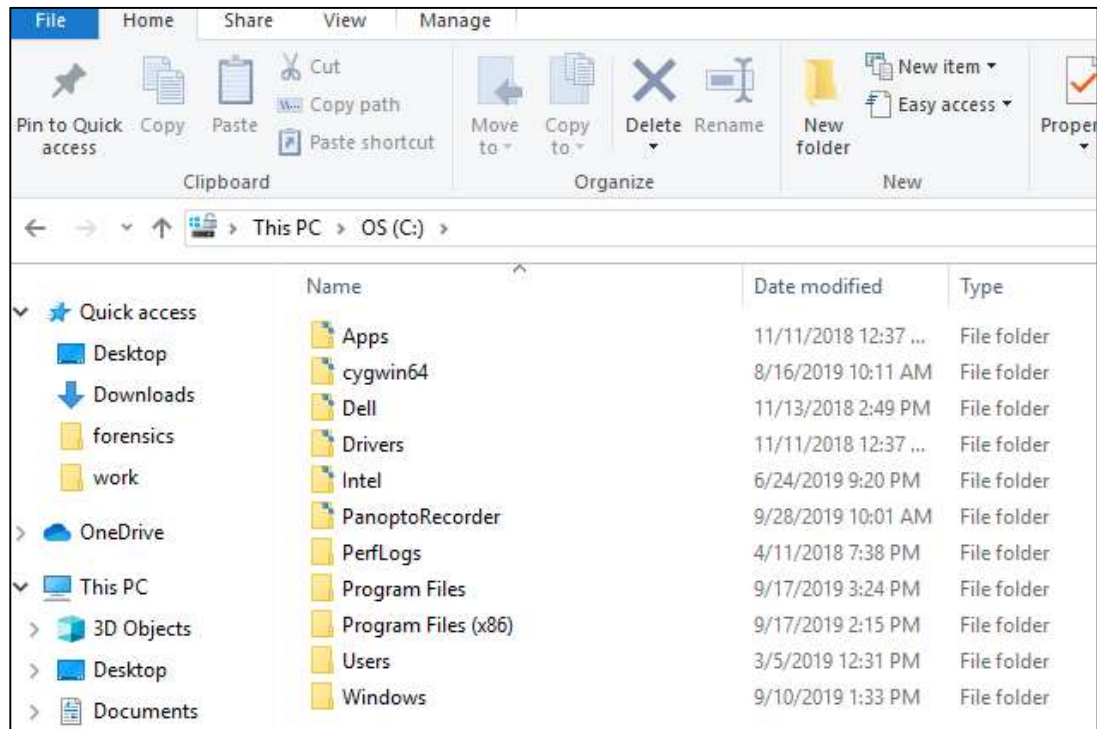 File Home Share View Manage
Pin to Quick access
Copy
Paste
Cut
W... Copy path
Paste shortcut
Clipboard
Move to
Copy to
Delete
Rename
Organize
New folder
New item
Easy access
New
Proper
This PC > OS (C:) >
Name Date modified Type
Quick access
Desktop
Downloads
forensics
work
OneDrive
This PC
3D Objects
Desktop
Documents
Apps 11/11/2018 12:37 ... File folder
cygwin64 8/16/2019 10:11 AM File folder
Dell 11/13/2018 2:49 PM File folder
Drivers 11/11/2018 12:37 ... File folder
Intel 6/24/2019 9:20 PM File folder
PanoptoRecorder 9/28/2019 10:01 AM File folder
PerfLogs 4/11/2018 7:38 PM File folder
Program Files 9/17/2019 3:24 PM File folder
Program Files (x86) 9/17/2019 2:15 PM File folder
Users 3/5/2019 12:31 PM File folder
Windows 9/10/2019 1:33 PM File folder